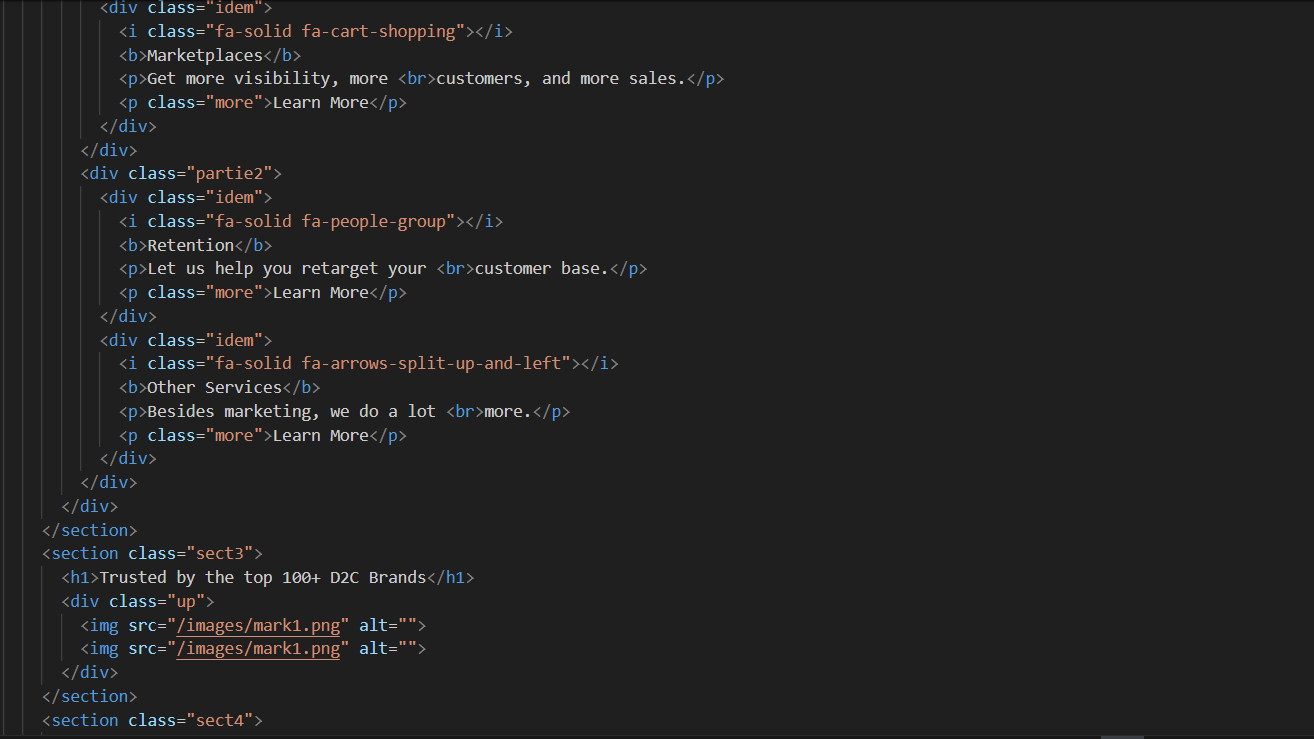 <div class="idem">
<i class="fa-solid fa-cart-shopping"></i>
<b>Marketplaces</b>
<p>Get more visibility, more <br>customers, and more sales.</p>
<p class="more">Learn More</p>
</div>
</div>
<div class="partie2">
<div class="idem">
<i class="fa-solid fa-people-group"></i>
<b>Retention</b>
<p>Let us help you retarget your <br>customer base.</p>
<p class="more">Learn More</p>
</div>
<div class="idem">
<i class="fa-solid fa-arrows-split-up-and-left"></i>
<b>Other Services</b>
<p>Besides marketing, we do a lot <br>more.</p>
<p class="more">Learn More</p>
</div>
</div>
</div>
</section>
<section class="sect3">
<h1>Trusted by the top 100+ D2C Brands</h1>
<div class="up">
<img src="/images/mark1.png" alt="">
<img src="/images/mark1.png" alt="">
</div>
</section>
<section class="sect4">